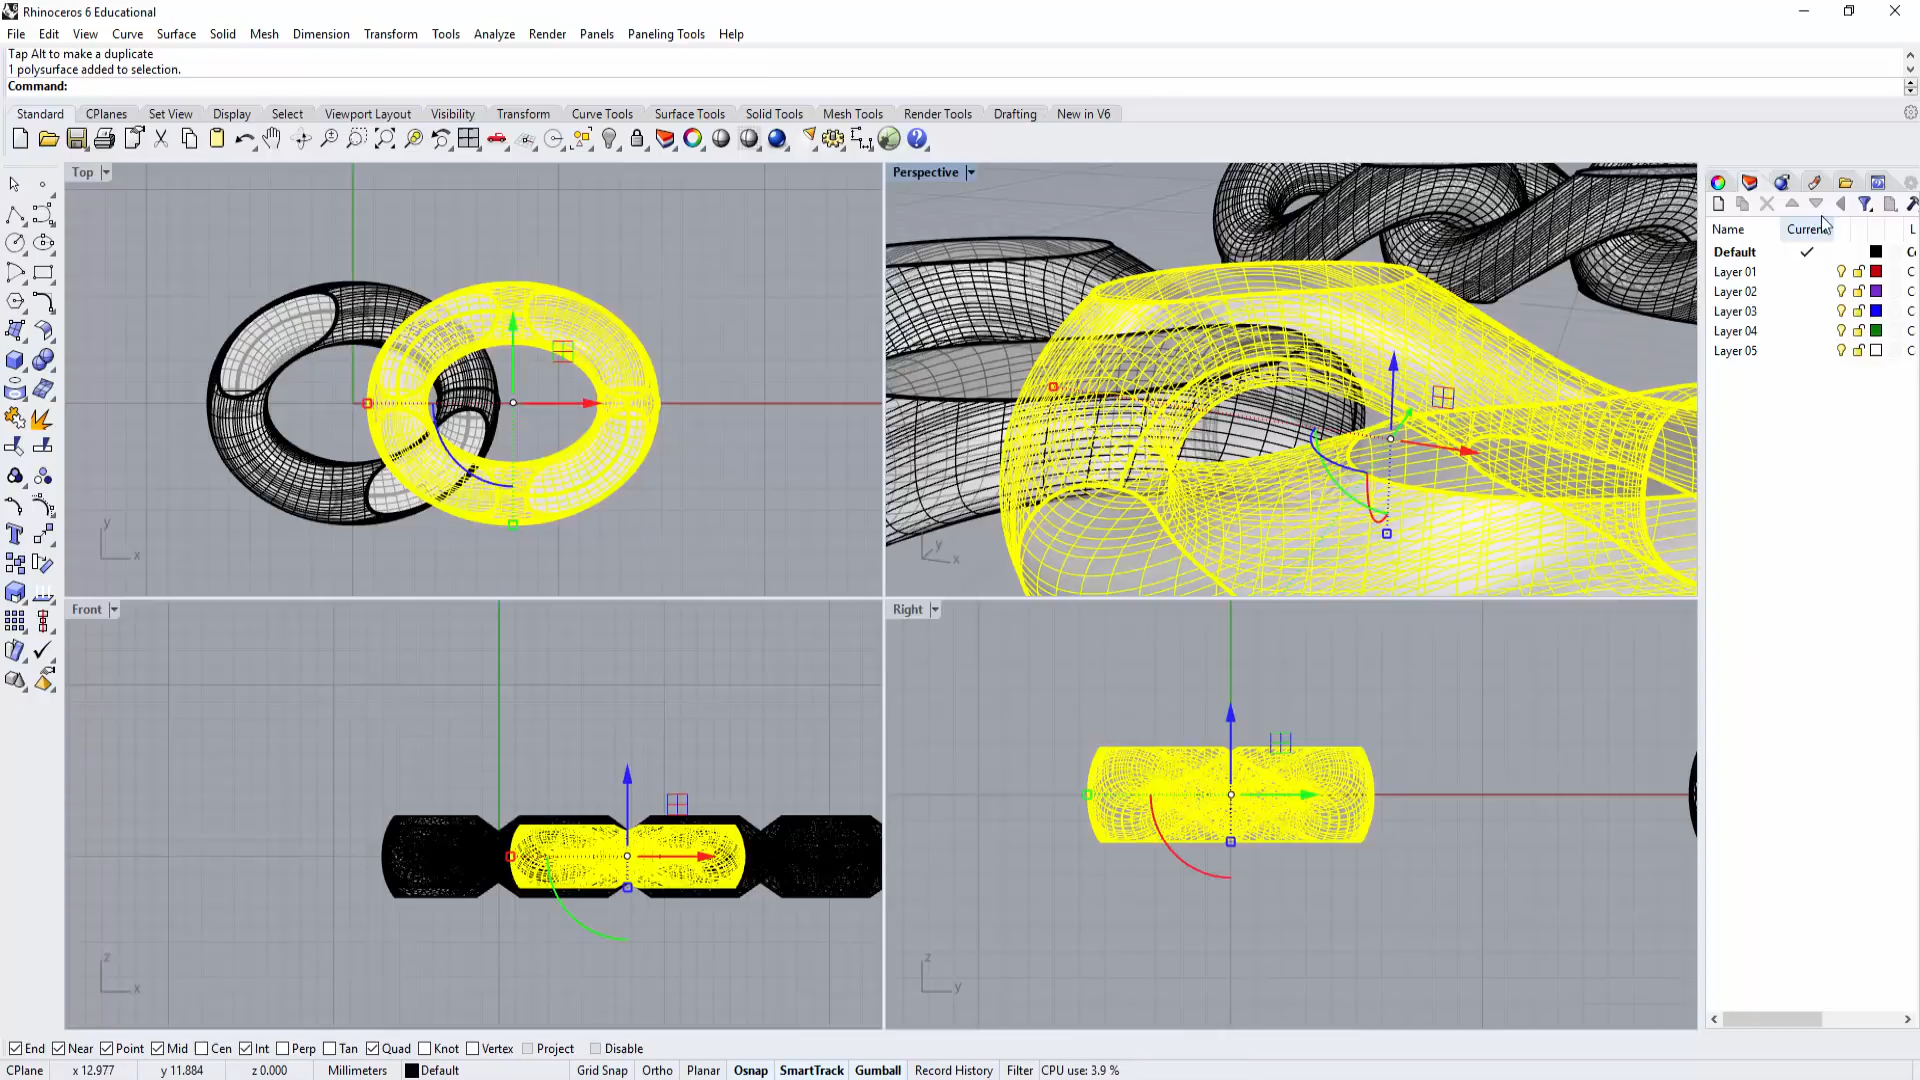 Rhinoceros 6 Educational
File Edit View Curve Surface Solid Mesh Dimension Transform Tools Analyze Render Panels Paneling Tools Help
Tap Alt to make a duplicate
1 polysurface added to selection.
Command:
Standard CPlanes Set View Display Select Viewport Layout Visibility Transform Curve Tools Surface Tools Solid Tools Mesh Tools Render Tools Drafting New in V6
Top
Perspective
Name Current L
Default C
Layer 01 C
Layer 02 C
Layer 03 C
Layer 04 C
Layer 05 C
y
x
y
x
Front
Right
z
x
z
y
End Near Point Mid Cen Int Perp Tan Quad Knot Vertex Project Disable
CPlane x 12.977 y 11.884 z 0.000 Millimeters Default Grid Snap Ortho Planar Osnap SmartTrack Gumball Record History Filter CPU use: 3.9 %